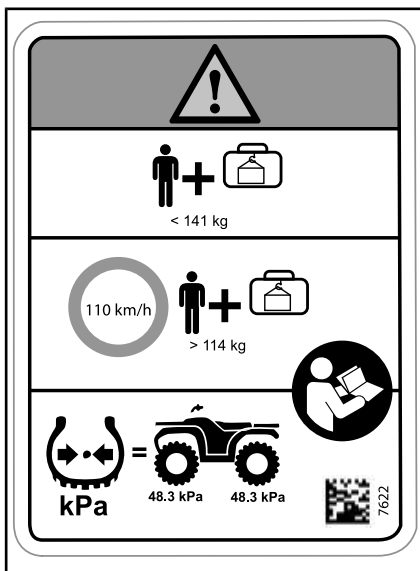 < 141 kg
110 km/h
> 114 kg
kPa
=
48.3 kPa 48.3 kPa
7622